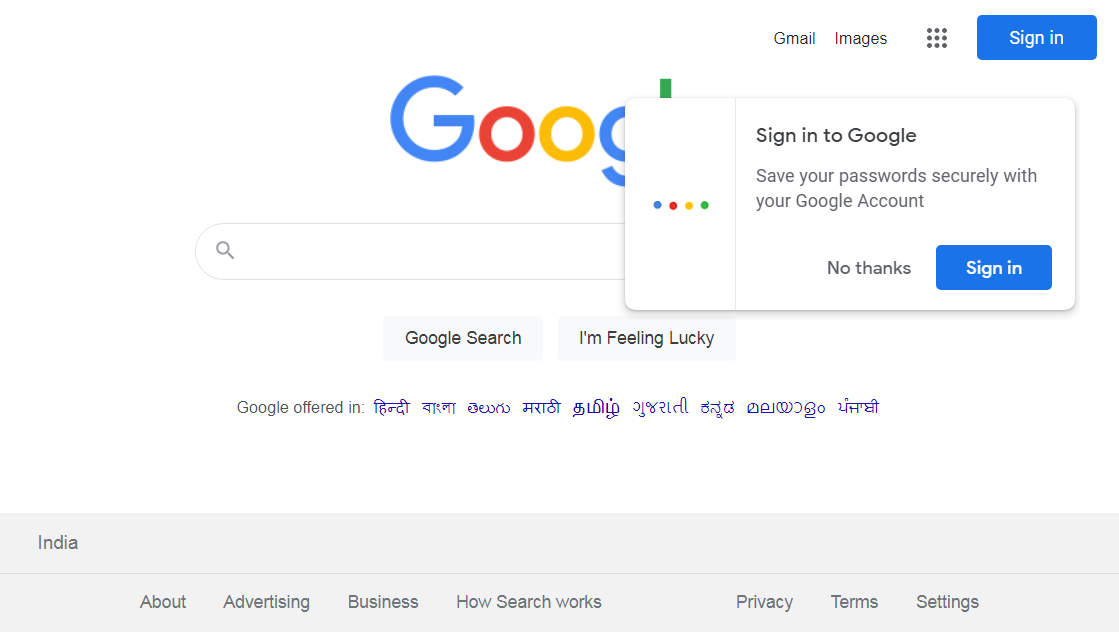 Gmail Images Sign in
Google
Sign in to Google
Save your passwords securely with
your Google Account
No thanks Sign in
Google Search I'm Feeling Lucky
Google offered in: हिन्दी বাংলা తెలుగు मराठी தமிழ் ગુજરાતી ಕನ್ನಡ മലയാളം ਪੰਜਾਬੀ
India
About Advertising Business How Search works Privacy Terms Settings